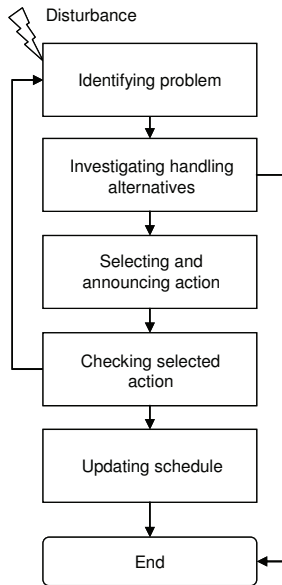 Disturbance
Identifying problem
Investigating handling
alternatives
Selecting and
announcing action
Checking selected
action
Updating schedule
End